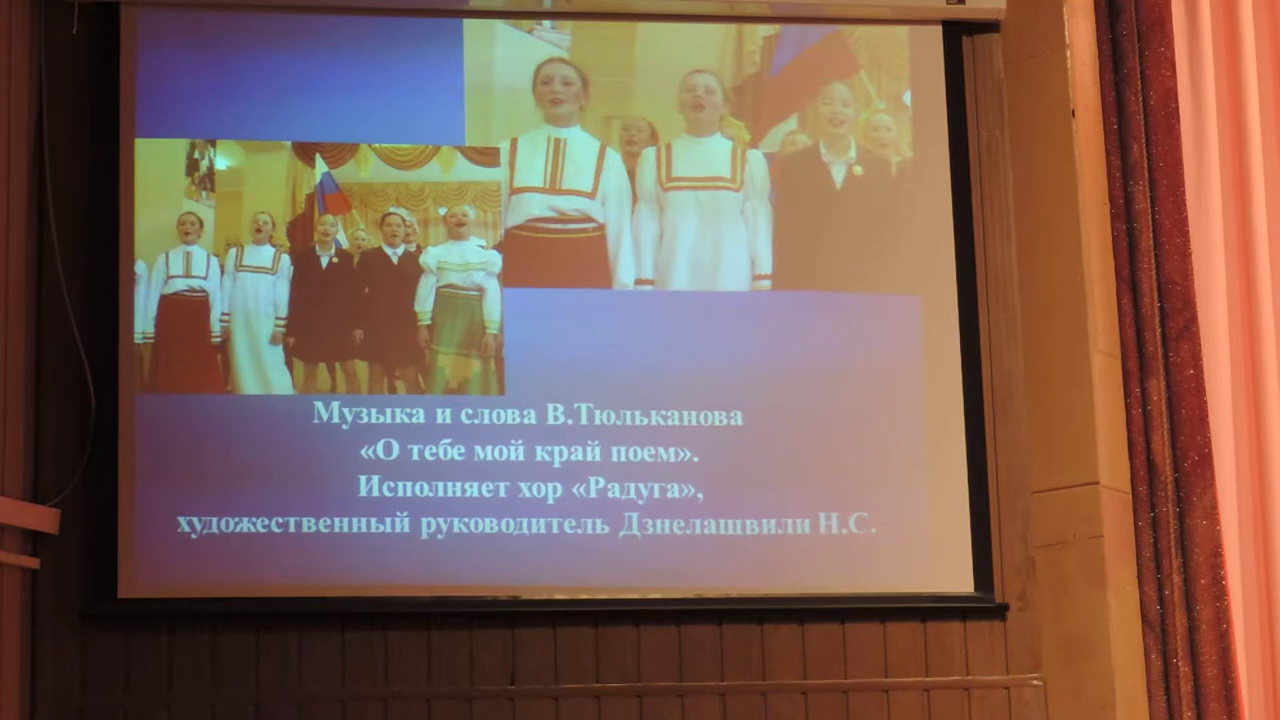 Музыка и слова В.Тюльканова
«О тебе мой край поем».
Исполняет хор «Радуга»,
художественный руководитель Дзнелашвили Н.С.